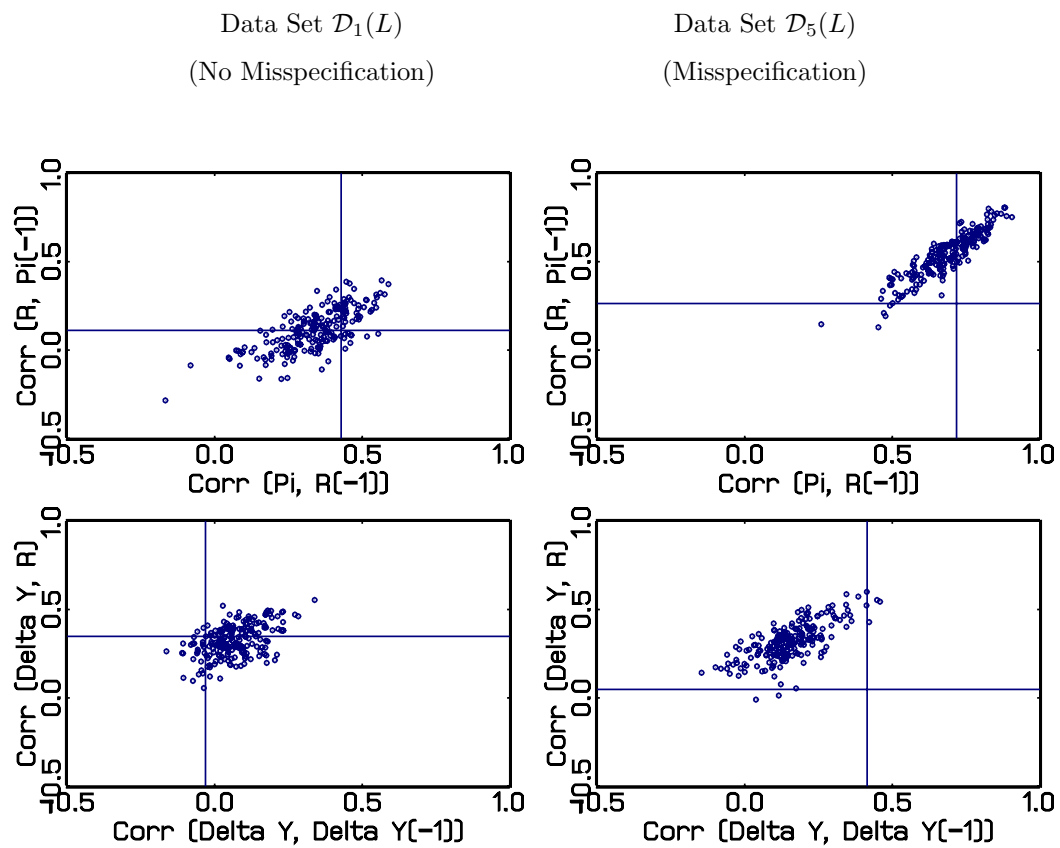 Data Set D₁(L)
(No Misspecification)
Data Set D₅(L)
(Misspecification)
Corr (R, Pi(-1))
1.0
0.5
0.0
-0.5
-0.5 0.0 0.5 1.0
Corr (Pi, R(-1))
Corr (R, Pi(-1))
1.0
0.5
0.0
-0.5
-0.5 0.0 0.5 1.0
Corr (Pi, R(-1))
Corr (Delta Y, R)
1.0
0.5
0.0
-0.5
-0.5 0.0 0.5 1.0
Corr (Delta Y, Delta Y(-1))
Corr (Delta Y, R)
1.0
0.5
0.0
-0.5
-0.5 0.0 0.5 1.0
Corr (Delta Y, Delta Y(-1))